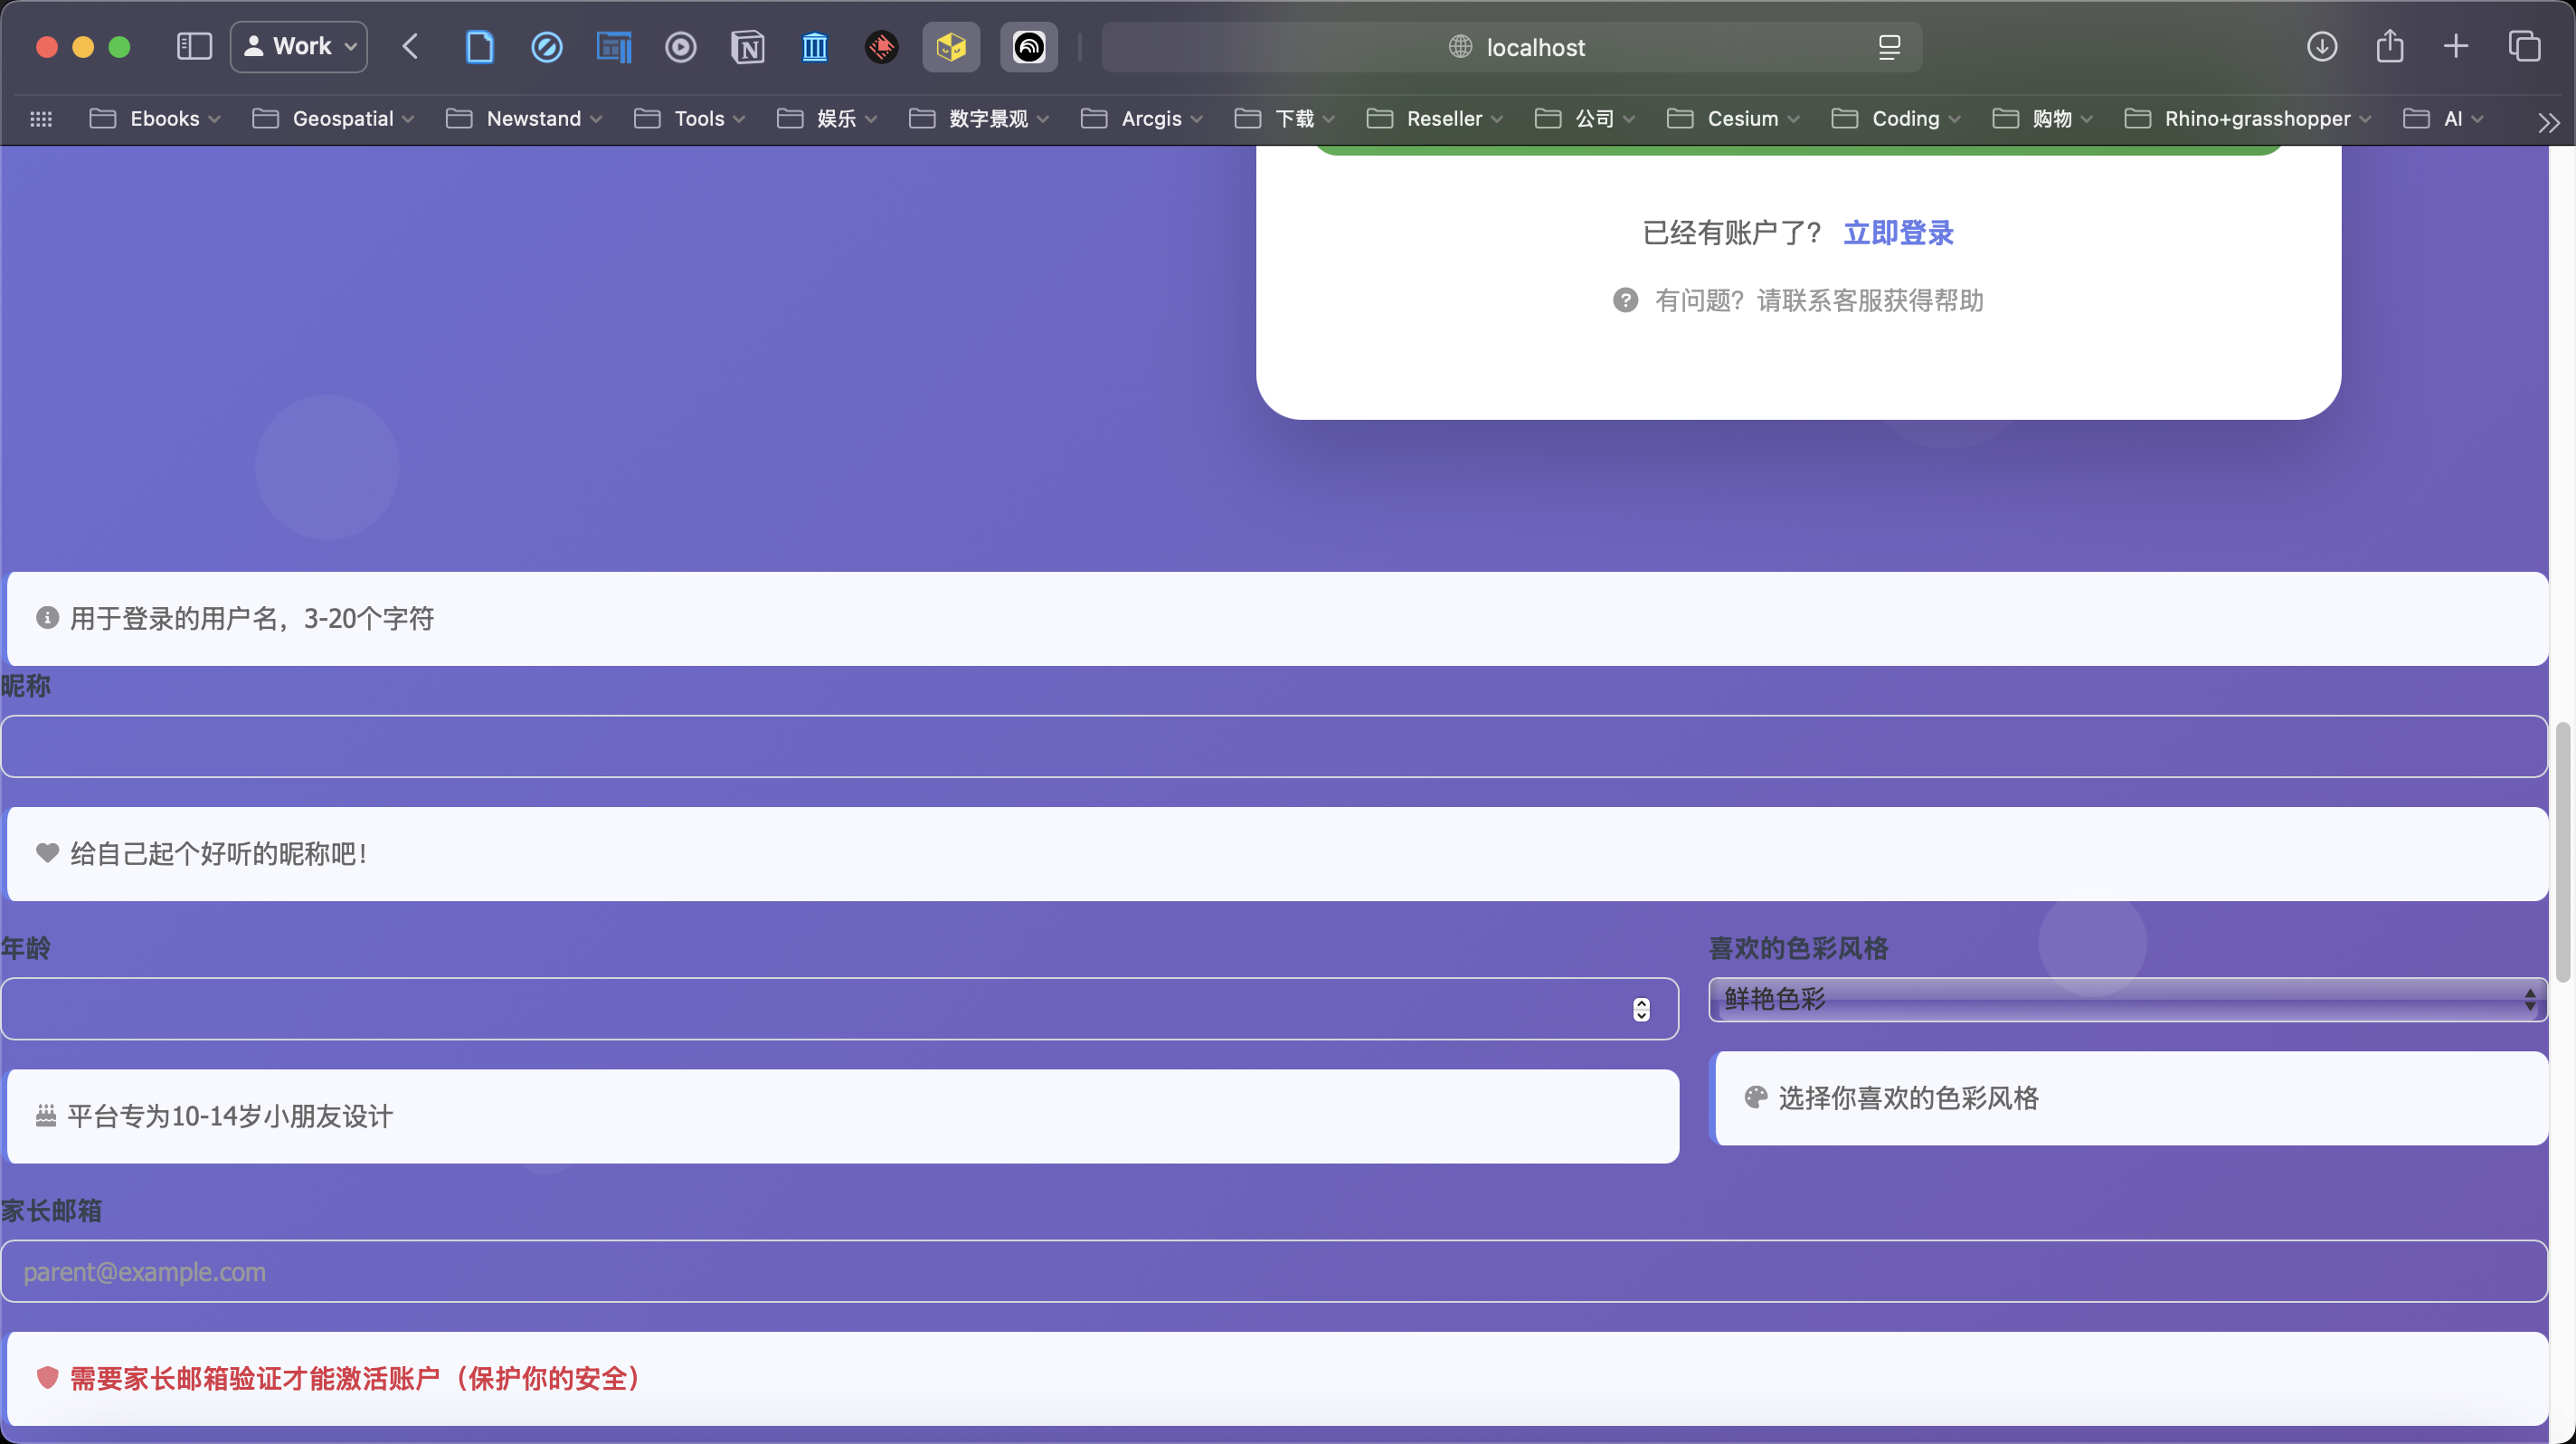 Work
localhost
Ebooks
Geospatial
Newstand
Tools
娱乐
数字景观
Arcgis
下载
Reseller
公司
Cesium
Coding
购物
Rhino+grasshopper
AI
已经有账户了? 立即登录
有问题?请联系客服获得帮助
用于登录的用户名，3-20个字符
昵称
给自己起个好听的昵称吧！
年龄
喜欢的色彩风格
鲜艳色彩
平台专为10-14岁小朋友设计
选择你喜欢的色彩风格
家长邮箱
parent@example.com
需要家长邮箱验证才能激活账户（保护你的安全）